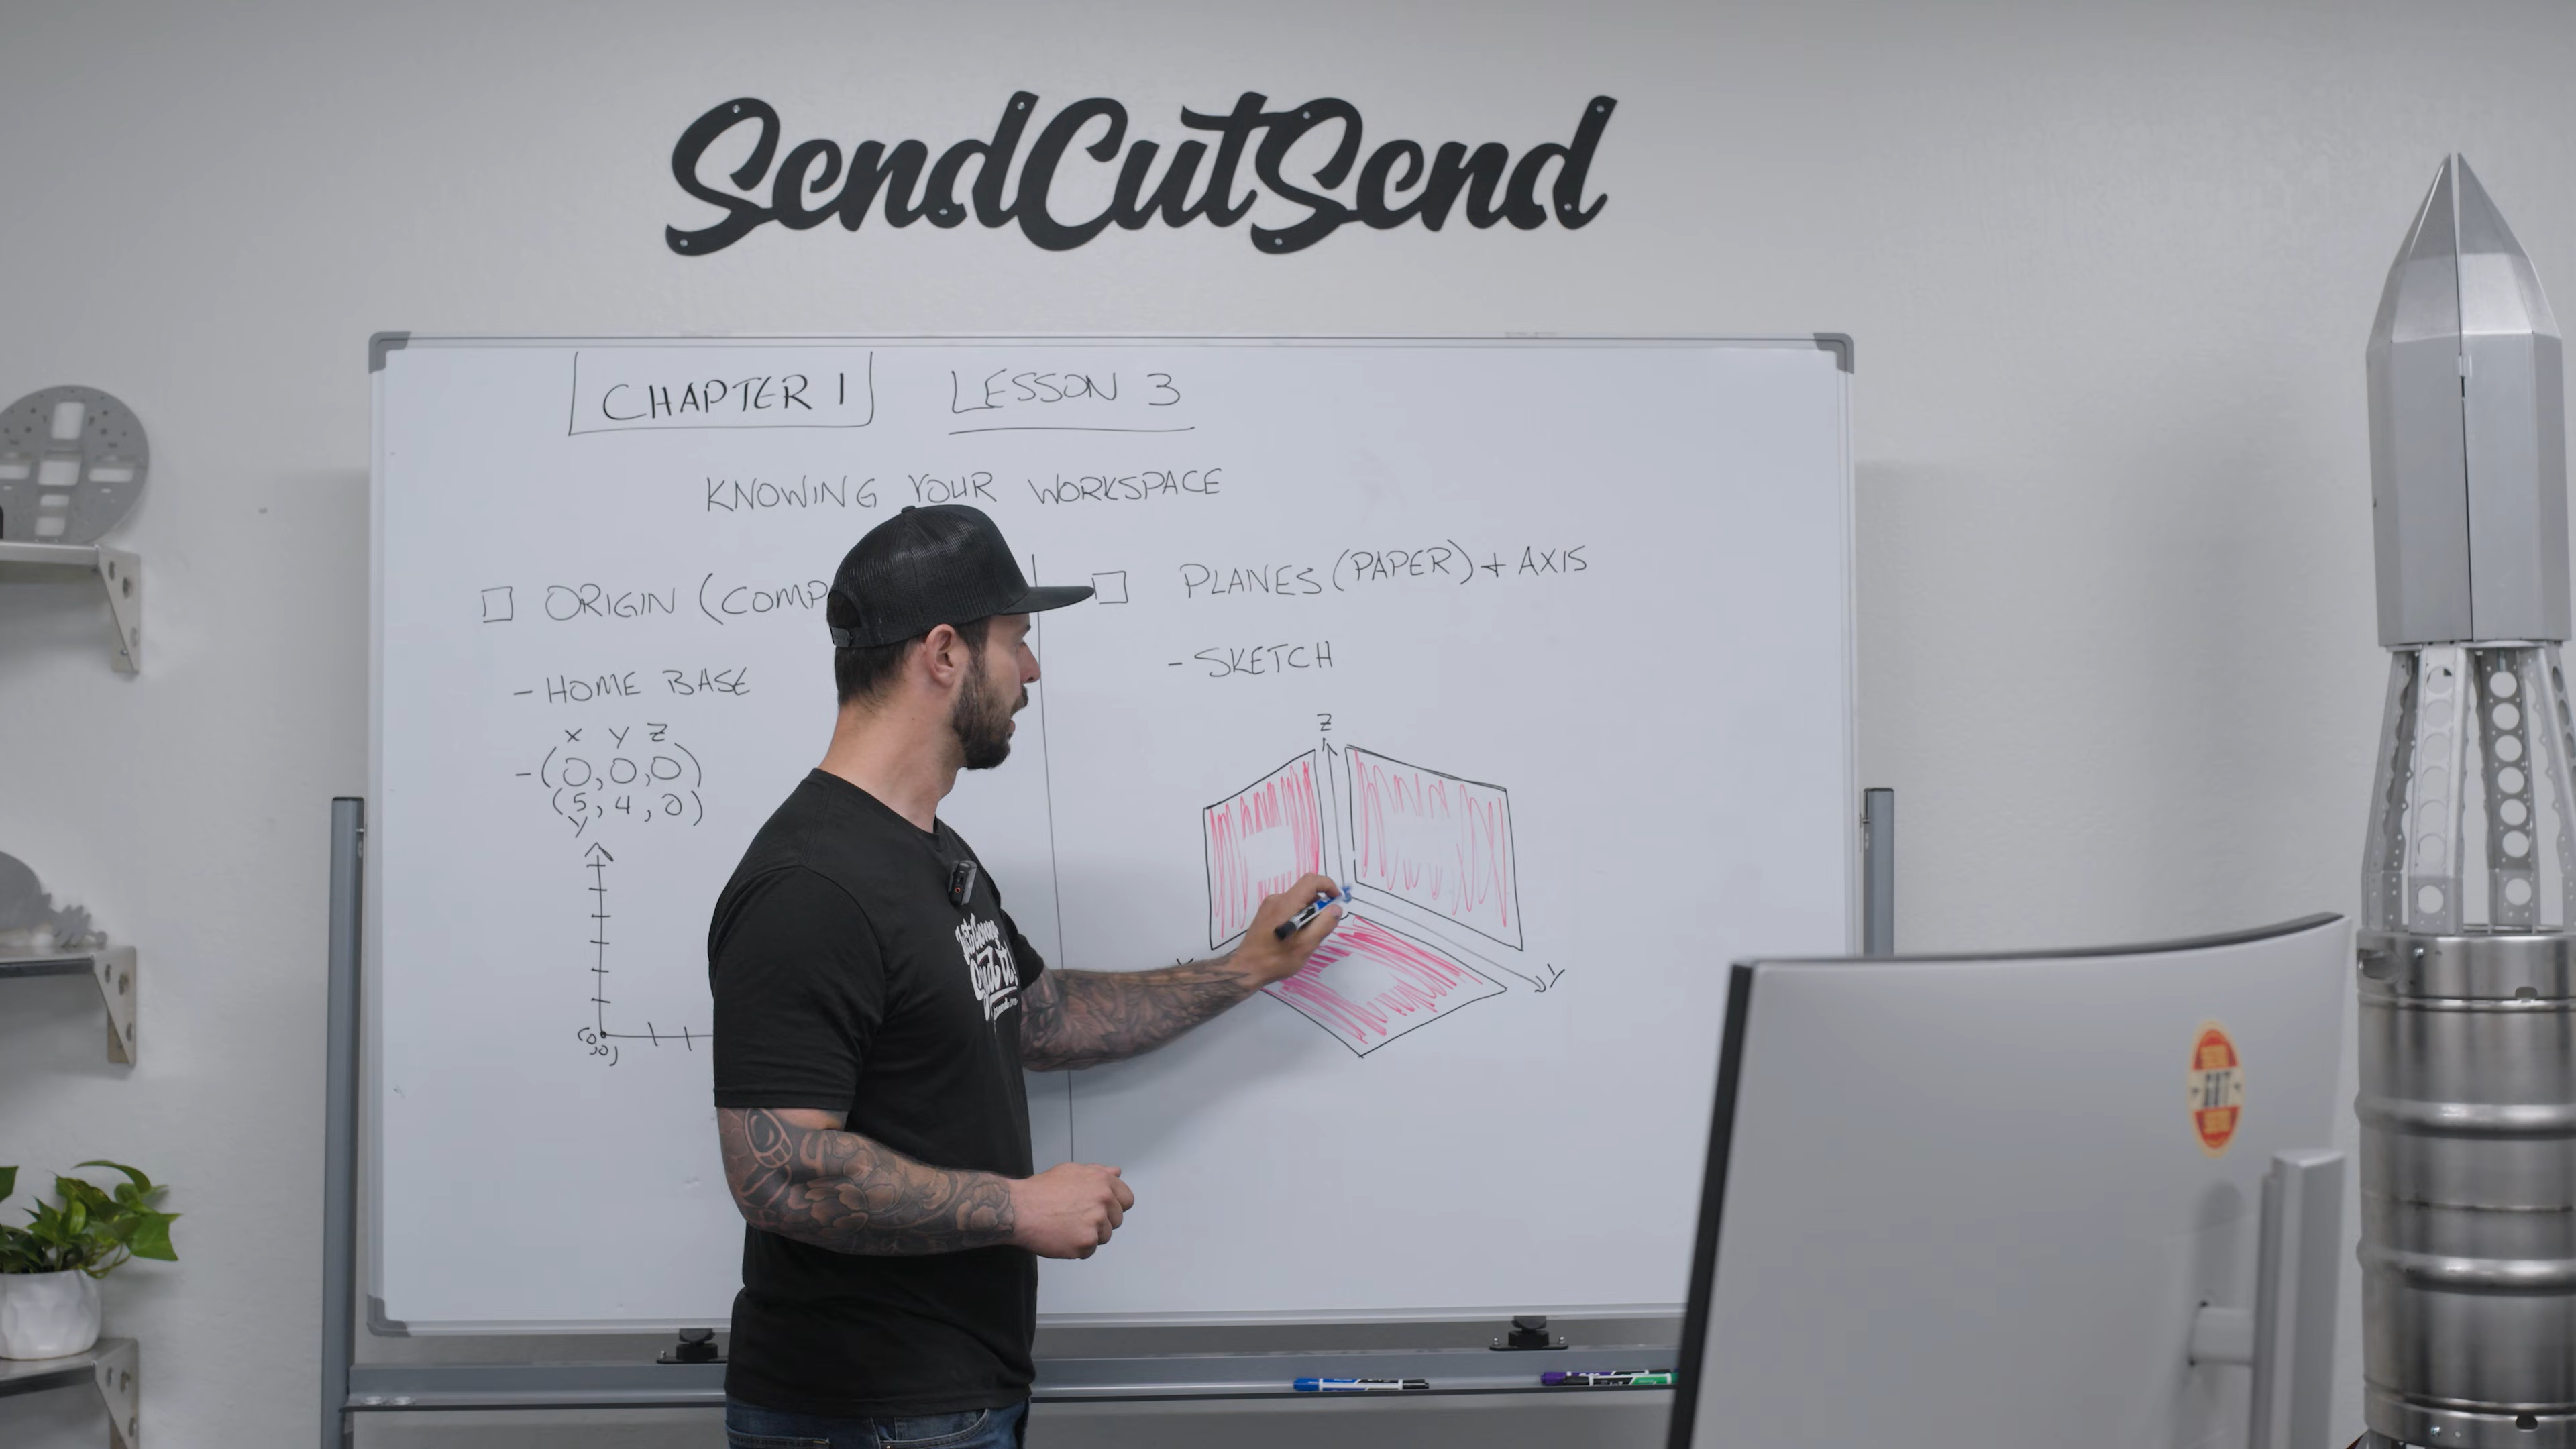 SendCutSend
CHAPTER 1 LESSON 3
KNOWING YOUR WORKSPACE
ORIGIN (COMP
PLANES (PAPER) + AXIS
- HOME BASE
- SKETCH
X Y Z
- (0,0,0)
(5,4,0)
Y
(0,0)
Z
Y